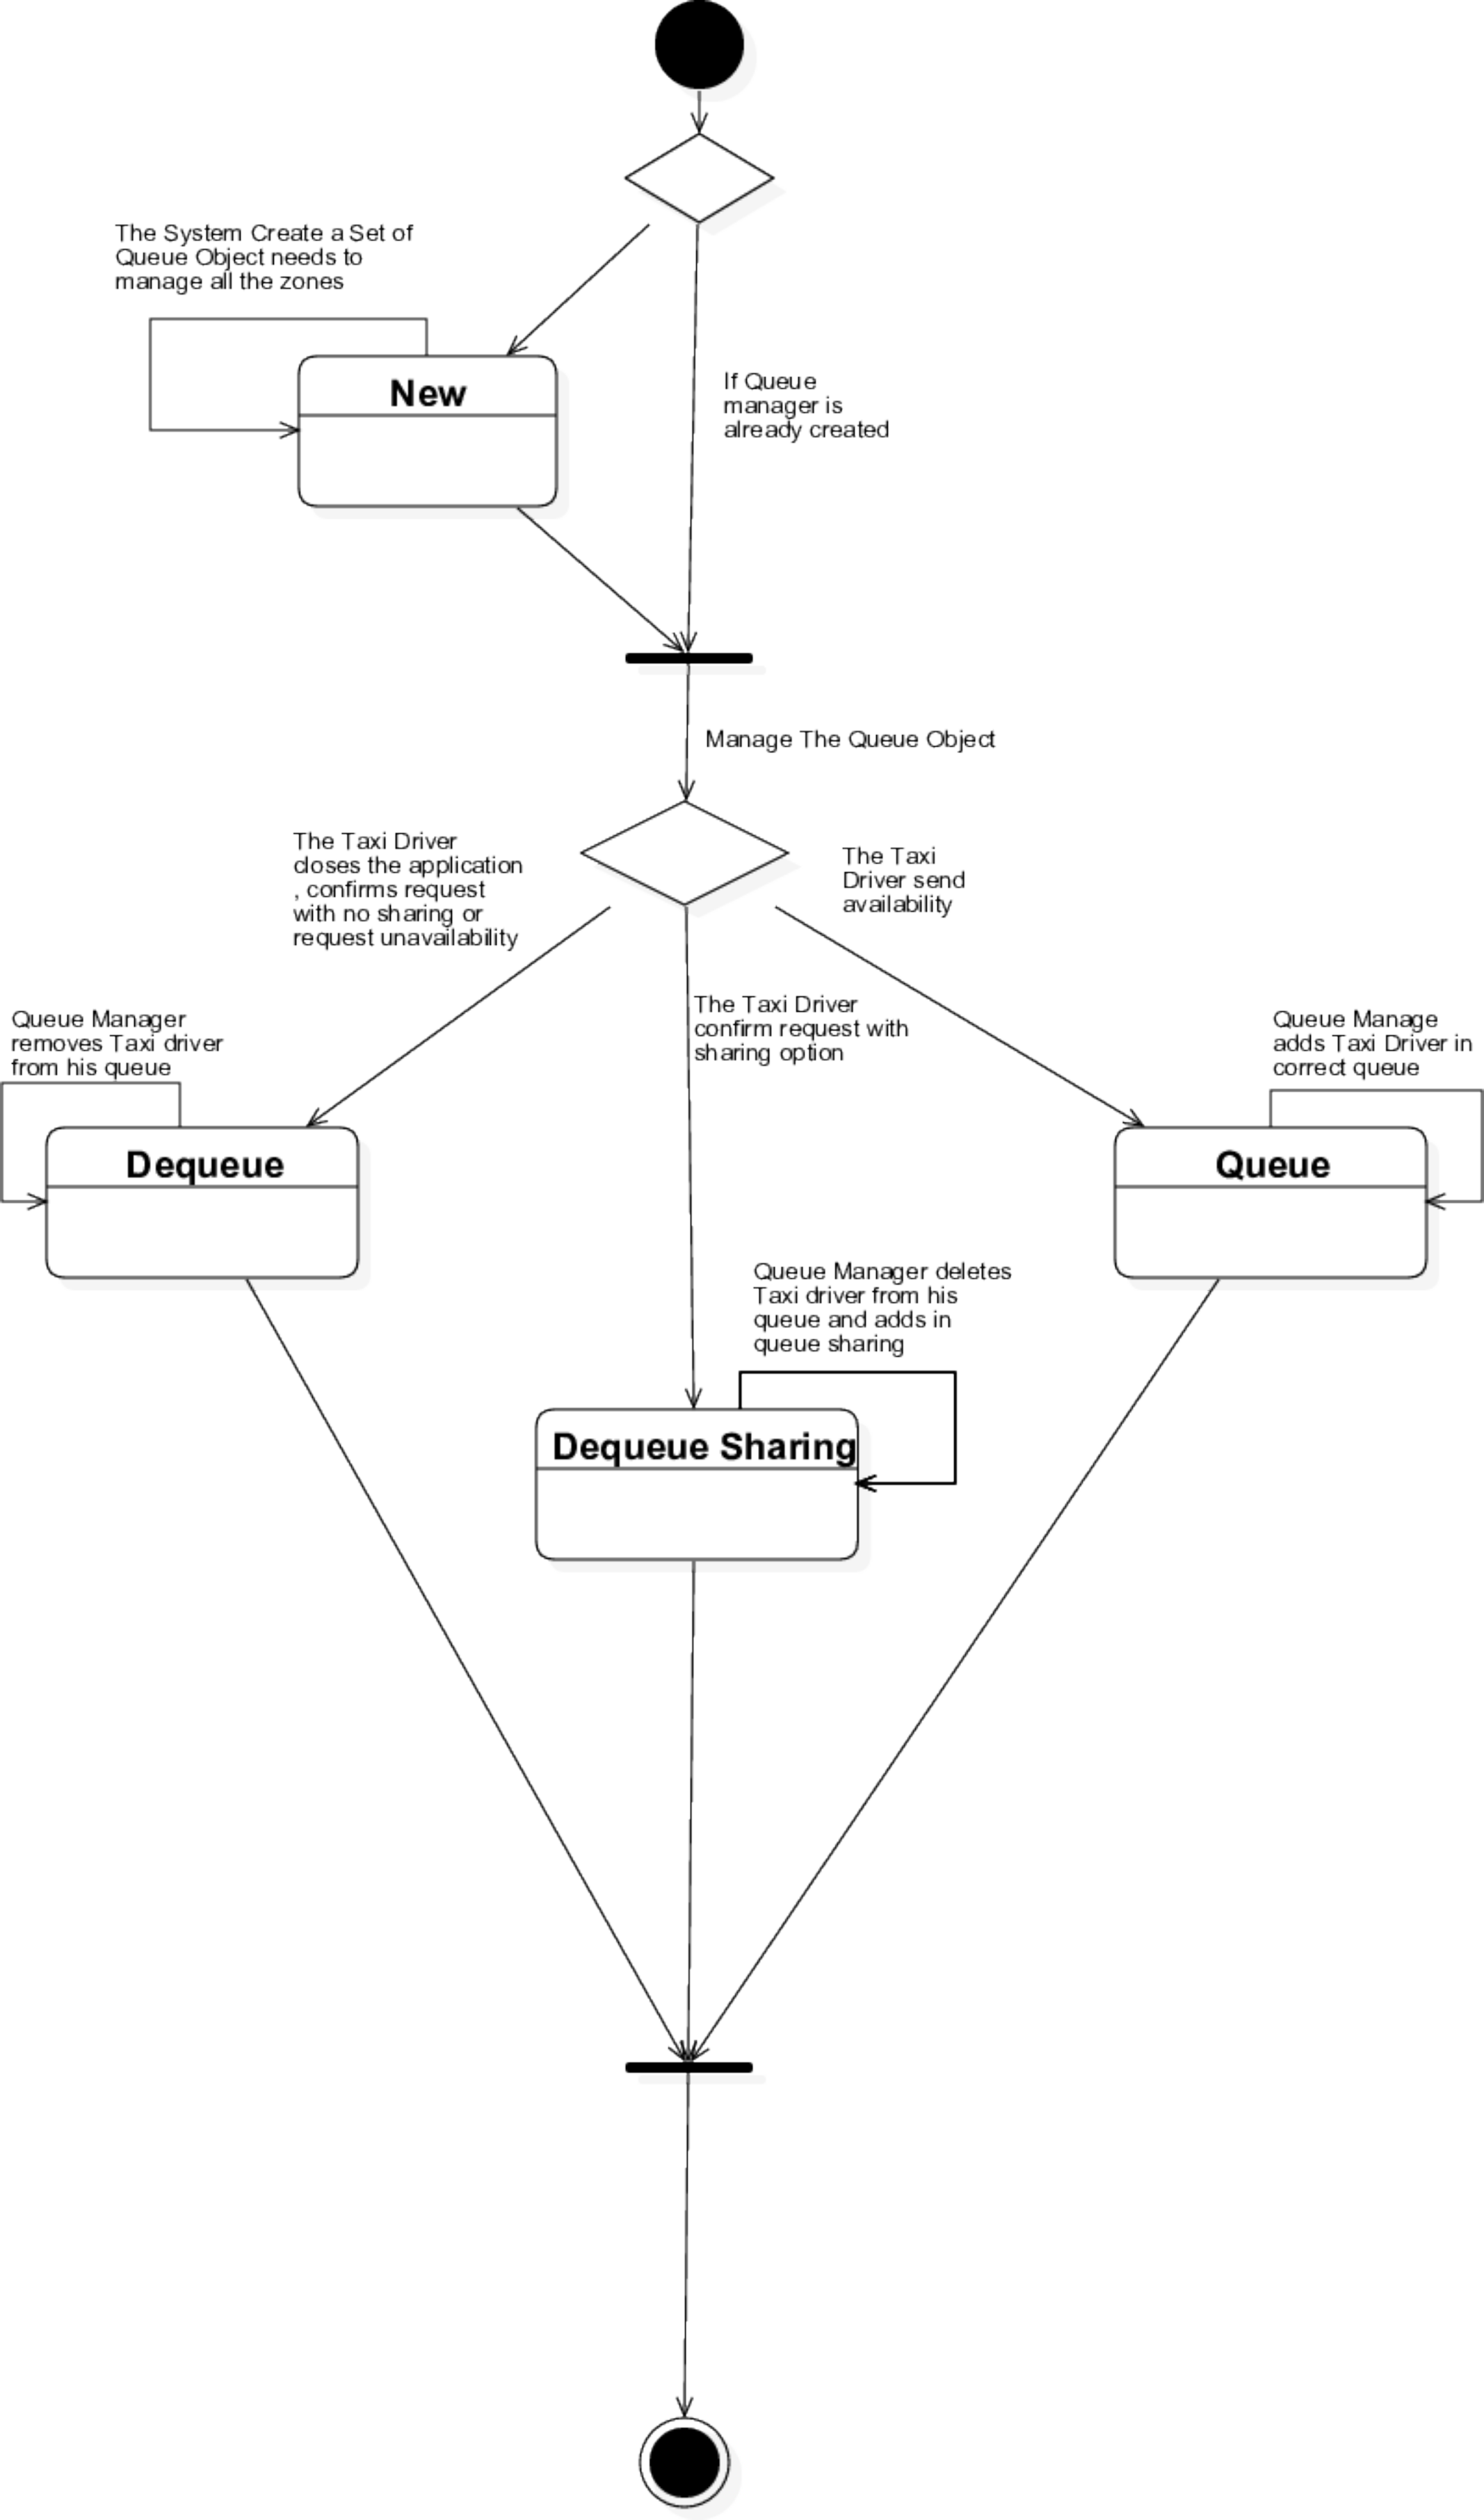 The System Create a Set of
Queue Object needs to
manage all the zones
New
If Queue
manager is
already created
Manage The Queue Object
The Taxi Driver
closes the application
, confirms request
with no sharing or
request unavailability
The Taxi
Driver send
availability
The Taxi Driver
confirm request with
sharing option
Queue Manager
removes Taxi driver
from his queue
Queue Manage
adds Taxi Driver in
correct queue
Dequeue
Queue
Queue Manager deletes
Taxi driver from his
queue and adds in
queue sharing
Dequeue Sharing